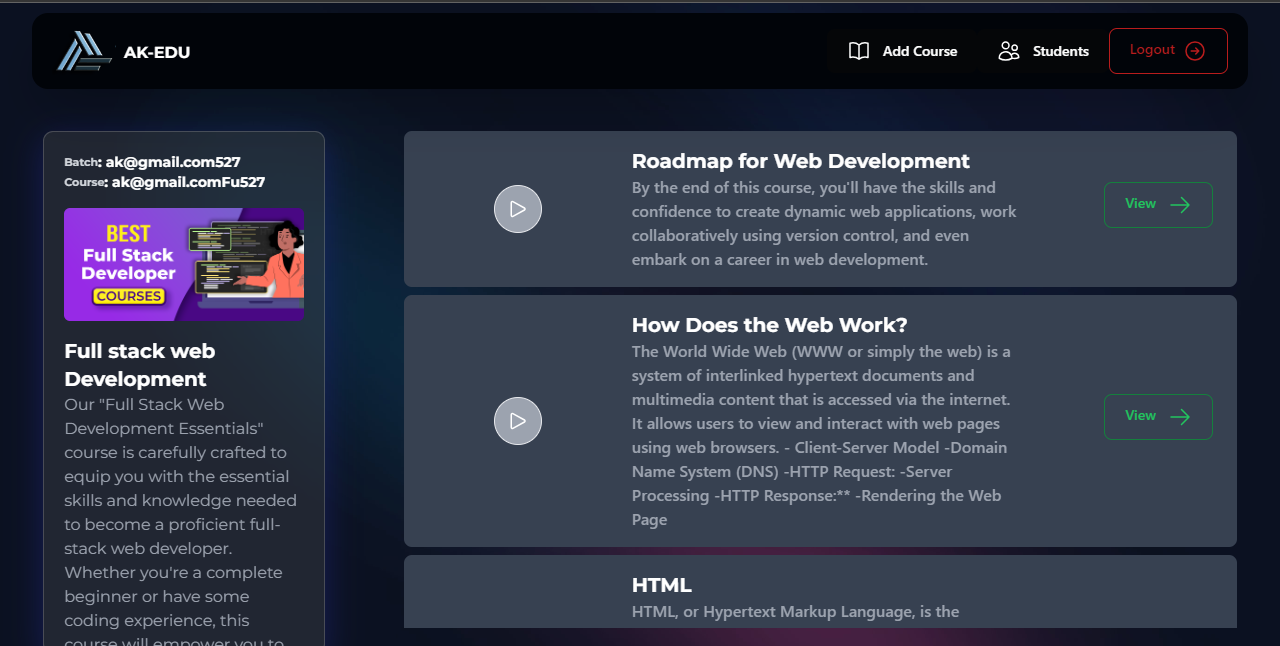 AK-EDU
Add Course
Students
Logout
Batch: ak@gmail.com527
Course: ak@gmail.comFu527
BEST
Full Stack
Developer
COURSES
Full stack web
Development
Our "Full Stack Web
Development Essentials"
course is carefully crafted to
equip you with the essential
skills and knowledge needed
to become a proficient full-
stack web developer.
Whether you're a complete
beginner or have some
coding experience, this
course will empower you to
Roadmap for Web Development
By the end of this course, you'll have the skills and
confidence to create dynamic web applications, work
collaboratively using version control, and even
embark on a career in web development.
View
How Does the Web Work?
The World Wide Web (WWW or simply the web) is a
system of interlinked hypertext documents and
multimedia content that is accessed via the internet.
It allows users to view and interact with web pages
using web browsers. - Client-Server Model -Domain
Name System (DNS) -HTTP Request: -Server
Processing -HTTP Response:** -Rendering the Web
Page
View
HTML
HTML, or Hypertext Markup Language, is the